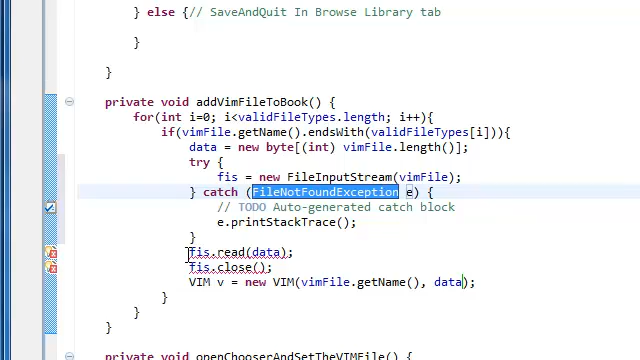 } else {// SaveAndQuit In Browse Library tab
}
}
private void addVimFileToBook() {
for(int i=0; i<validFileTypes.length; i++){
if(vimFile.getName().endsWith(validFileTypes[i])){
data = new byte[(int) vimFile.length()];
try {
fis = new FileInputStream(vimFile);
} catch (FileNotFoundException e) {
// TODO Auto-generated catch block
e.printStackTrace();
}
fis.read(data);
fis.close();
VIM v = new VIM(vimFile.getName(), data);
}
}
}
private void openChooserAndSetTheVIMFile() {